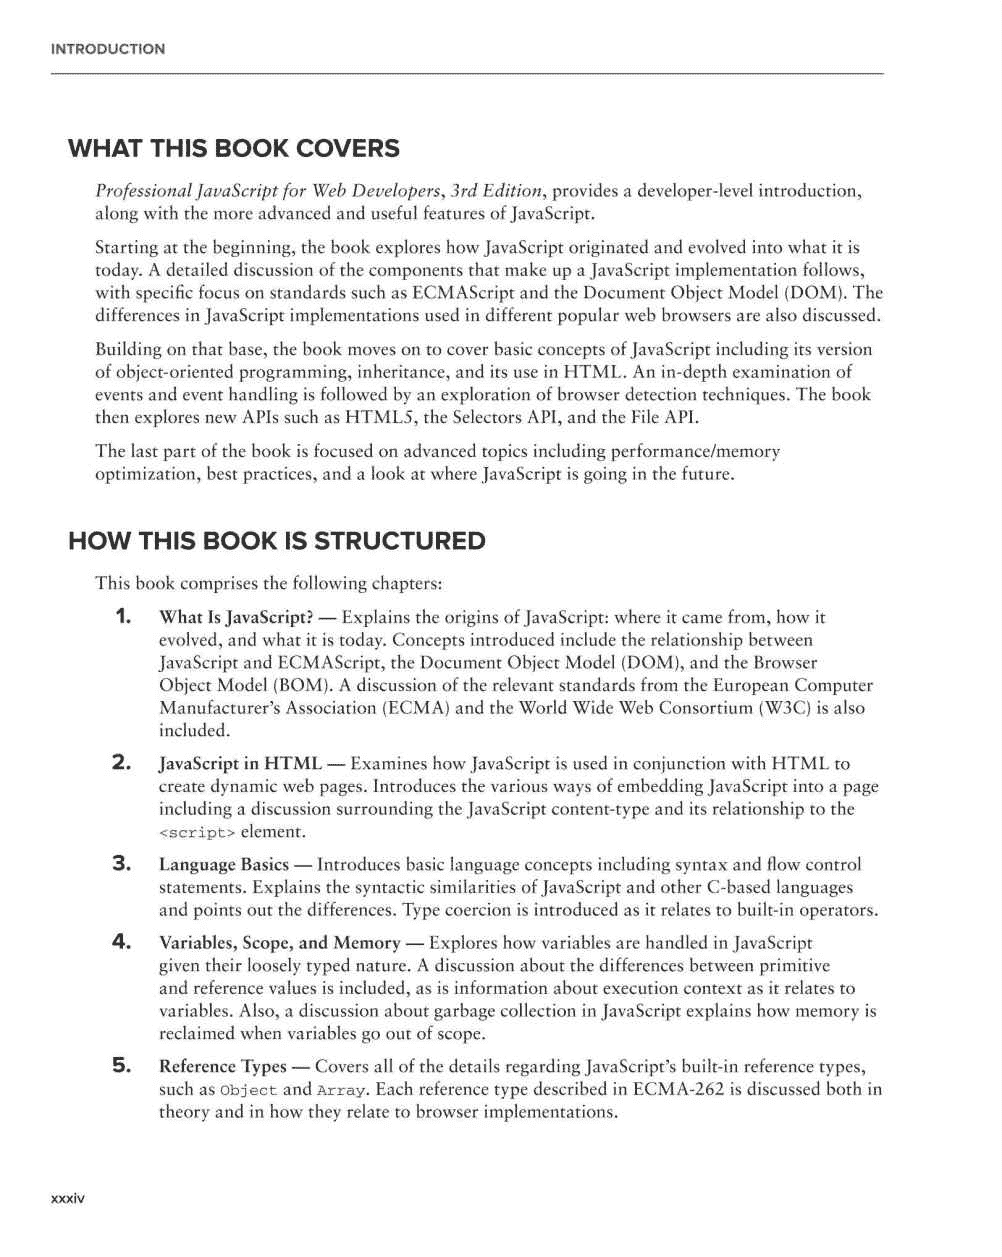 INTRODUCTION
WHAT THIS BOOK COVERS
Professional JavaScript for Web Developers, 3rd Edition, provides a developer-level introduction,
along with the more advanced and useful features of JavaScript.
Starting at the beginning, the book explores how JavaScript originated and evolved into what it is
today. A detailed discussion of the components that make up a JavaScript implementation follows,
with specific focus on standards such as ECMAScript and the Document Object Model (DOM). The
differences in JavaScript implementations used in different popular web browsers are also discussed.
Building on that base, the book moves on to cover basic concepts of JavaScript including its version
of object-oriented programming, inheritance, and its use in HTML. An in-depth examination of
events and event handling is followed by an exploration of browser detection techniques. The book
then explores new APIs such as HTML5, the Selectors API, and the File API.
The last part of the book is focused on advanced topics including performance/memory
optimization, best practices, and a look at where JavaScript is going in the future.
HOW THIS BOOK IS STRUCTURED
This book comprises the following chapters:
1. What Is JavaScript? — Explains the origins of JavaScript: where it came from, how it
evolved, and what it is today. Concepts introduced include the relationship between
JavaScript and ECMAScript, the Document Object Model (DOM), and the Browser
Object Model (BOM). A discussion of the relevant standards from the European Computer
Manufacturer's Association (ECMA) and the World Wide Web Consortium (W3C) is also
included.
2. JavaScript in HTML — Examines how JavaScript is used in conjunction with HTML to
create dynamic web pages. Introduces the various ways of embedding JavaScript into a page
including a discussion surrounding the JavaScript content-type and its relationship to the
<script> element.
3. Language Basics — Introduces basic language concepts including syntax and flow control
statements. Explains the syntactic similarities of JavaScript and other C-based languages
and points out the differences. Type coercion is introduced as it relates to built-in operators.
4. Variables, Scope, and Memory — Explores how variables are handled in JavaScript
given their loosely typed nature. A discussion about the differences between primitive
and reference values is included, as is information about execution context as it relates to
variables. Also, a discussion about garbage collection in JavaScript explains how memory is
reclaimed when variables go out of scope.
5. Reference Types — Covers all of the details regarding JavaScript's built-in reference types,
such as Object and Array. Each reference type described in ECMA-262 is discussed both in
theory and in how they relate to browser implementations.
xxxiv